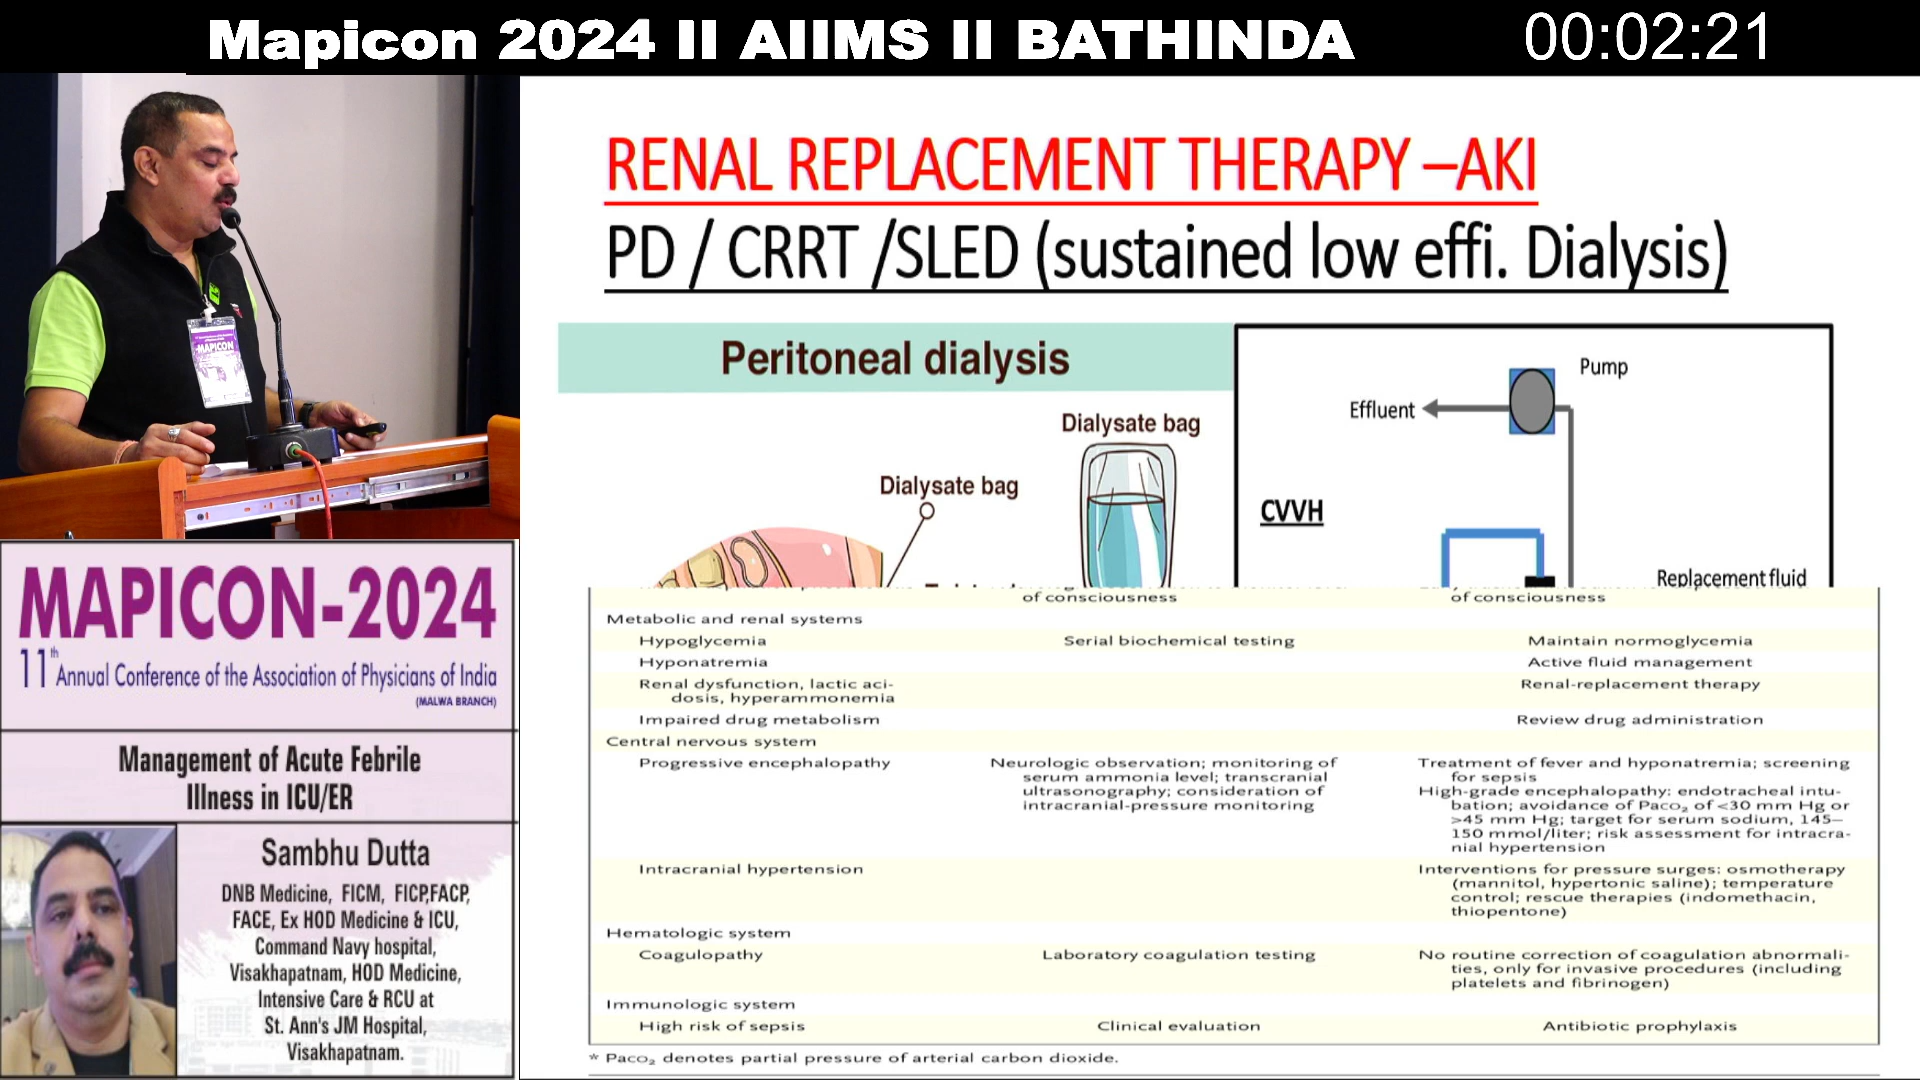 Mapicon 2024 II AIIMS II BATHINDA
00:02:21
MAPICON
MAPICON-2024
11th Annual Conference of the Association of Physicians of India
(MALWA BRANCH)
Management of Acute Febrile
Illness in ICU/ER
Sambhu Dutta
DNB Medicine, FICM, FICP,FACP,
FACE, Ex HOD Medicine & ICU,
Command Navy hospital,
Visakhapatnam, HOD Medicine,
Intensive Care & RCU at
St. Ann's JM Hospital,
Visakhapatnam.
RENAL REPLACEMENT THERAPY –AKI
PD / CRRT /SLED (sustained low effi. Dialysis)
Peritoneal dialysis
Dialysate bag
Dialysate bag
Pump
Effluent
CVVH
Replacement fluid
of consciousness
of consciousness
Metabolic and renal systems
Hypoglycemia
Serial biochemical testing
Maintain normoglycemia
Hyponatremia
Active fluid management
Renal dysfunction, lactic aci-
dosis, hyperammonemia
Renal-replacement therapy
Impaired drug metabolism
Review drug administration
Central nervous system
Progressive encephalopathy
Neurologic observation; monitoring of
serum ammonia level; transcranial
ultrasonography; consideration of
intracranial-pressure monitoring
Treatment of fever and hyponatremia; screening
for sepsis
High-grade encephalopathy: endotracheal intu-
bation; avoidance of Paco₂ of <30 mm Hg or
>45 mm Hg; target for serum sodium, 145–
150 mmol/liter; risk assessment for intracra-
nial hypertension
Intracranial hypertension
Interventions for pressure surges: osmotherapy
(mannitol, hypertonic saline); temperature
control; rescue therapies (indomethacin,
thiopentone)
Hematologic system
Coagulopathy
Laboratory coagulation testing
No routine correction of coagulation abnormali-
ties, only for invasive procedures (including
platelets and fibrinogen)
Immunologic system
High risk of sepsis
Clinical evaluation
Antibiotic prophylaxis
* Paco₂ denotes partial pressure of arterial carbon dioxide.